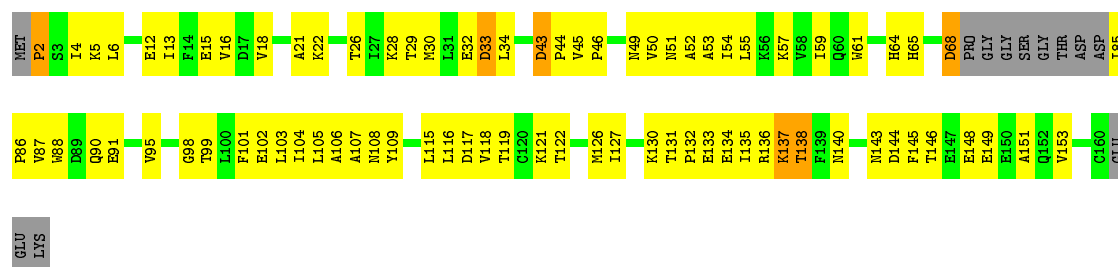 MET P2 S3 I4 K5 L6 E12 I13 F14 E15 V16 D17 V18 A21 K22 T26 I27 K28 T29 M30 L31 E32 D33 L34 D43 P44 V45 P46 N49 V50 N51 A52 A53 I54 L55 K56 K57 V58 I59 Q60 W61 H64 H65 D68 PRO GLY GLY SER GLY THR ASP ASP I85
P86 V87 W88 D89 Q90 E91 V95 G98 T99 L100 F101 E102 L103 I104 L105 A106 A107 N108 Y109 L115 L116 D117 V118 T119 C120 K121 T122 M126 I127 K130 T131 P132 E133 E134 I135 R136 K137 T138 F139 N140 N143 D144 F145 T146 E147 E148 E149 E150 A151 Q152 V153 C160 GLU
GLU LYS